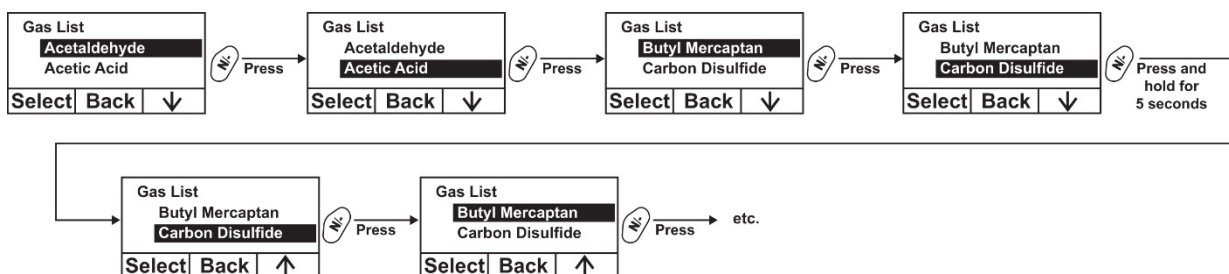 Gas List
Acetaldehyde
Acetic Acid
Select Back ↓
N/-
Press
Gas List
Acetaldehyde
Acetic Acid
Select Back ↓
N/-
Press
Gas List
Butyl Mercaptan
Carbon Disulfide
Select Back ↓
N/-
Press
Gas List
Butyl Mercaptan
Carbon Disulfide
Select Back ↓
N/-
Press and
hold for
5 seconds
Gas List
Butyl Mercaptan
Carbon Disulfide
Select Back ↑
N/-
Press
Gas List
Butyl Mercaptan
Carbon Disulfide
Select Back ↑
N/-
Press
etc.